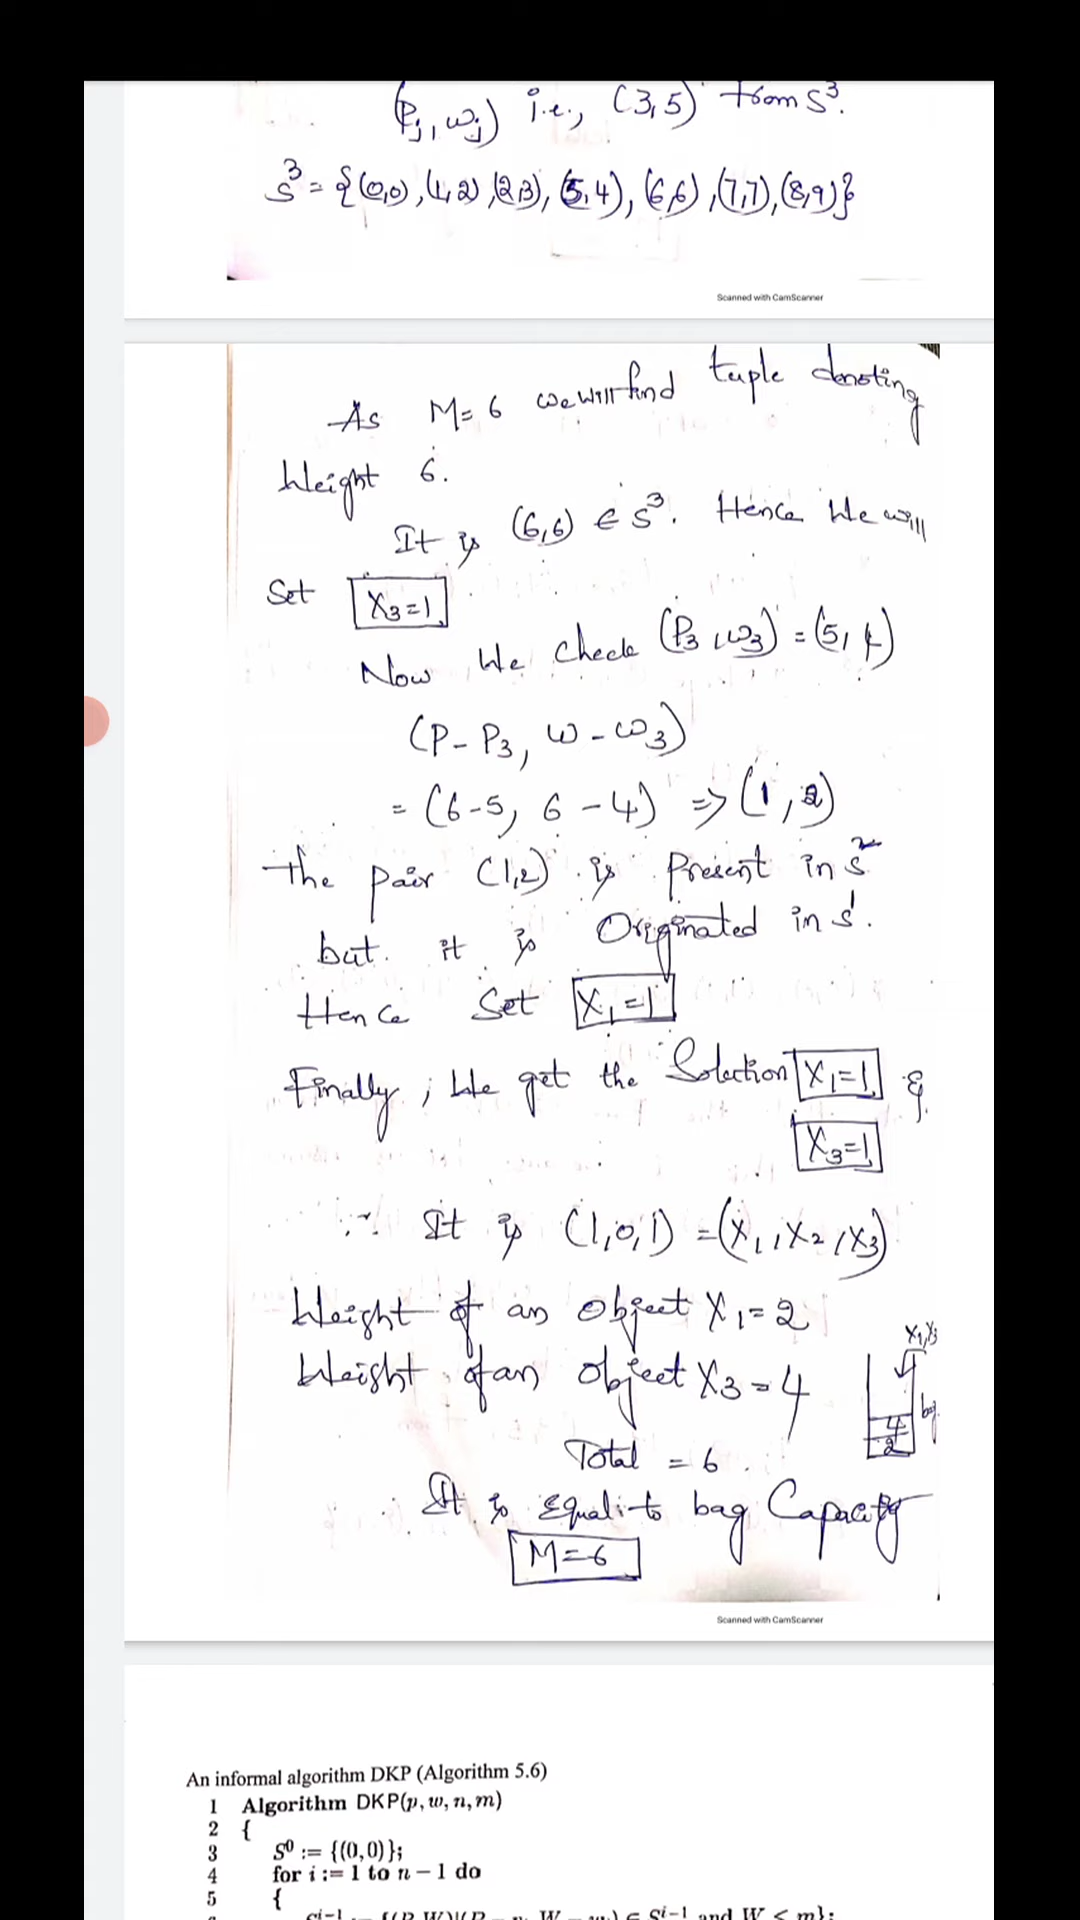 (Pj, wj) i.e., (3,5) from S³.
S³ = {(0,0), (1,2), (2,3), (5,4), (6,6), (7,7), (8,9)}
Scanned with CamScanner
As M=6 we will find tuple denoting
Weight 6.
It is (6,6) ∈ S³. Hence We will
Set X3=1
Now We check (P3, w3) = (5,4)
(P-P3, w-w3)
= (6-5, 6-4) => (1,2)
the pair (1,2) is Present in S²
but it is Originated in S¹.
Hence Set X1=1
Finally, We get the Solution X1=1 &
X3=1
∴ It is (1,0,1) = (X1, X2, X3)
Weight of an object X1=2
X1,X3
Weight of an object X3=4
4
2
Total = 6.
It is Equal to bag Capacity
M=6
Scanned with CamScanner
An informal algorithm DKP (Algorithm 5.6)
1 Algorithm DKP(p, w, n, m)
2 {
3 S⁰ := {(0,0)};
4 for i := 1 to n − 1 do
5 {